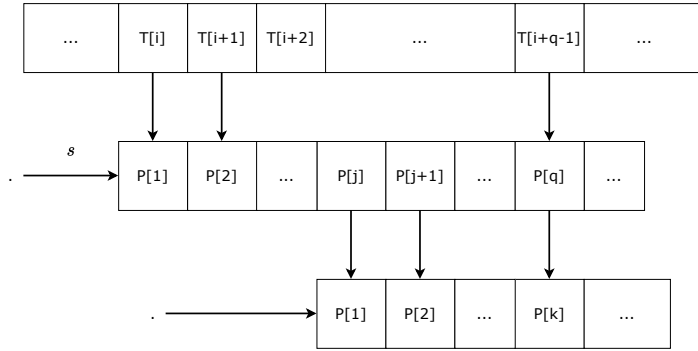 ... T[i] T[i+1] T[i+2] ... T[i+q-1] ...
s
. P[1] P[2] ... P[j] P[j+1] ... P[q] ...
. P[1] P[2] ... P[k] ...